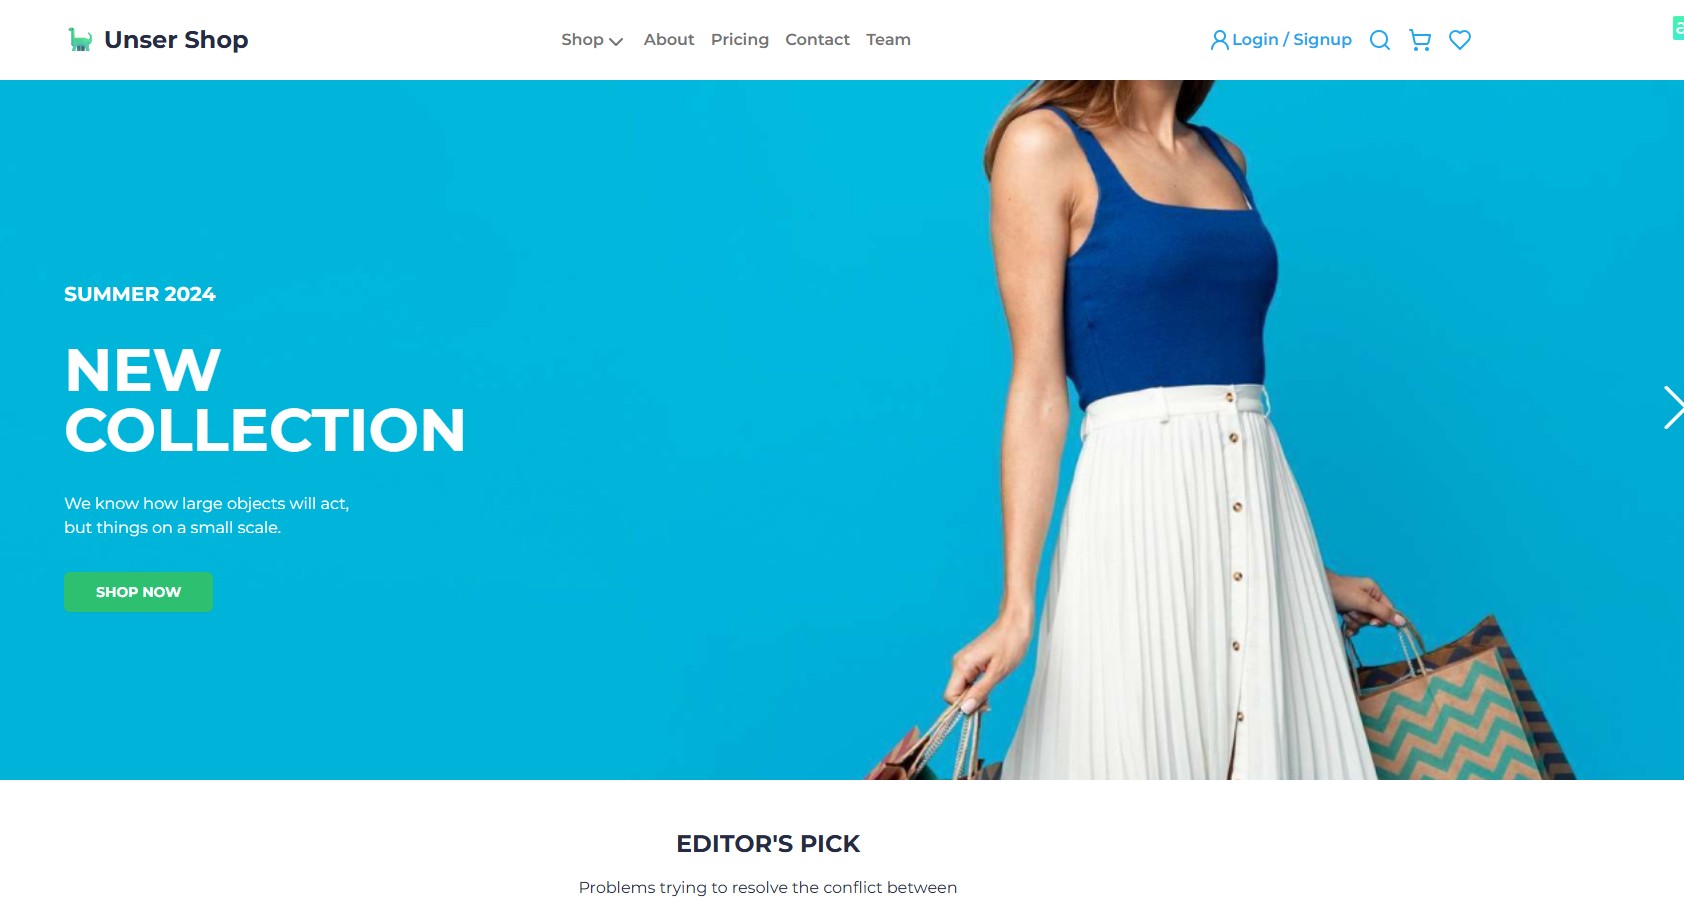 Unser Shop
Shop
About
Pricing
Contact
Team
Login / Signup
SUMMER 2024
NEW
COLLECTION
We know how large objects will act,
but things on a small scale.
SHOP NOW
EDITOR'S PICK
Problems trying to resolve the conflict between